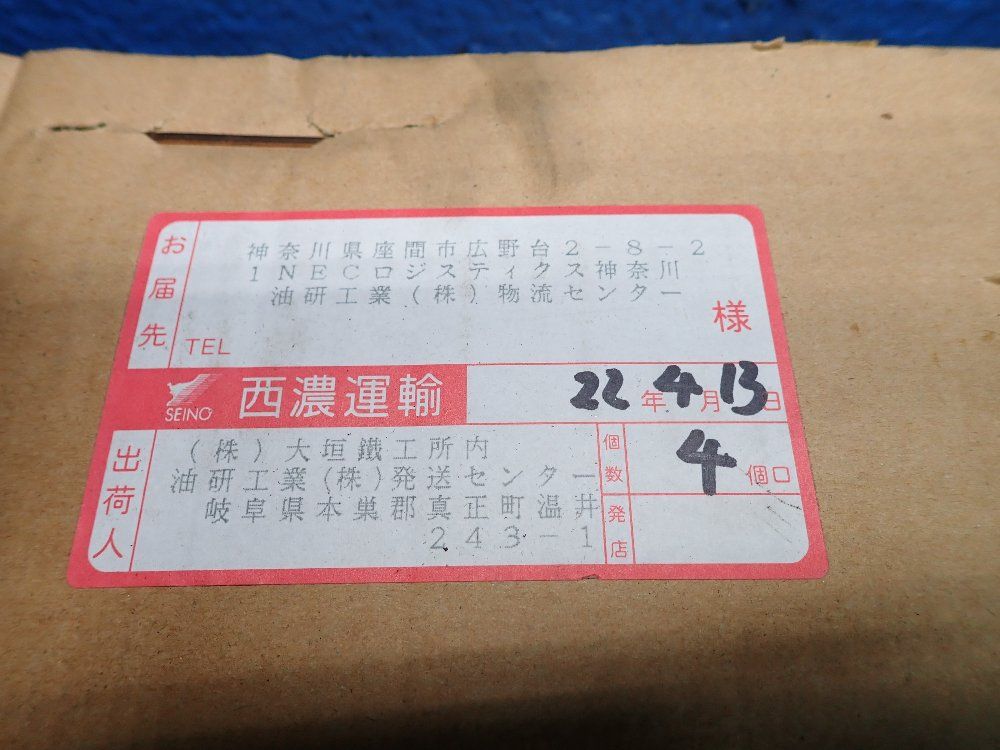 お届先
神奈川県座間市広野台2-8-2
1NECロジスティクス神奈川
油研工業(株)物流センター
様
TEL
SEINO 西濃運輸
22年4月13日
出荷人
(株)大垣鐵工所内
油研工業(株)発送センター
岐阜県本巣郡真正町温井
243-1
個数
4個口
発店